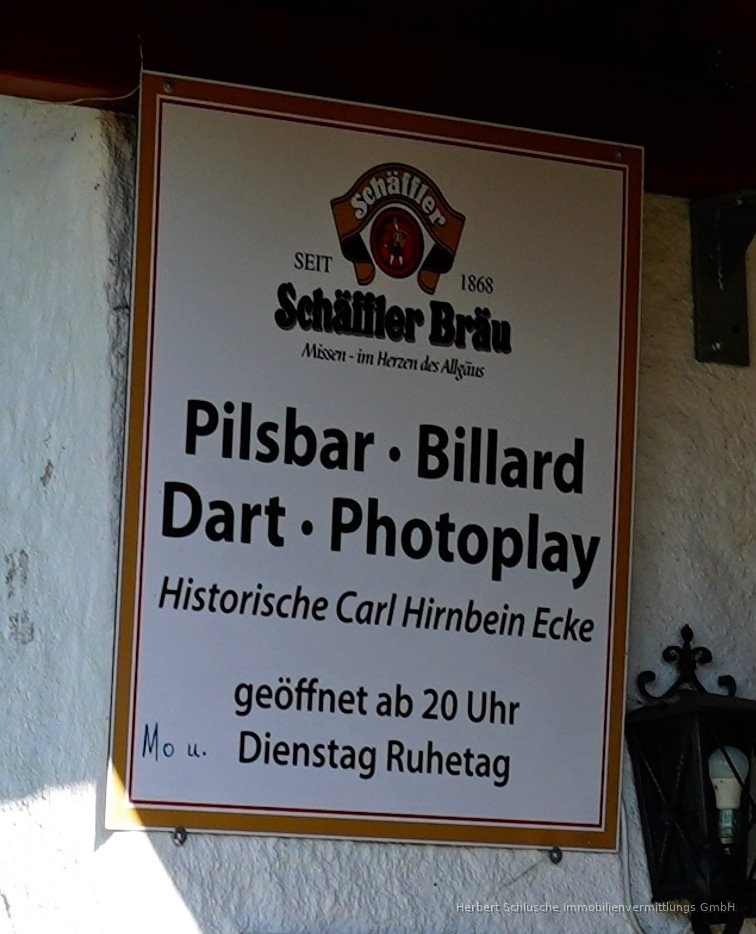 Schäffler
SEIT 1868
Schäffler Bräu
Missen - im Herzen des Allgäus
Pilsbar · Billard
Dart · Photoplay
Historische Carl Hirnbein Ecke
geöffnet ab 20 Uhr
Mo u. Dienstag Ruhetag
Herbert Schlusche Immobilienvermittlungs GmbH